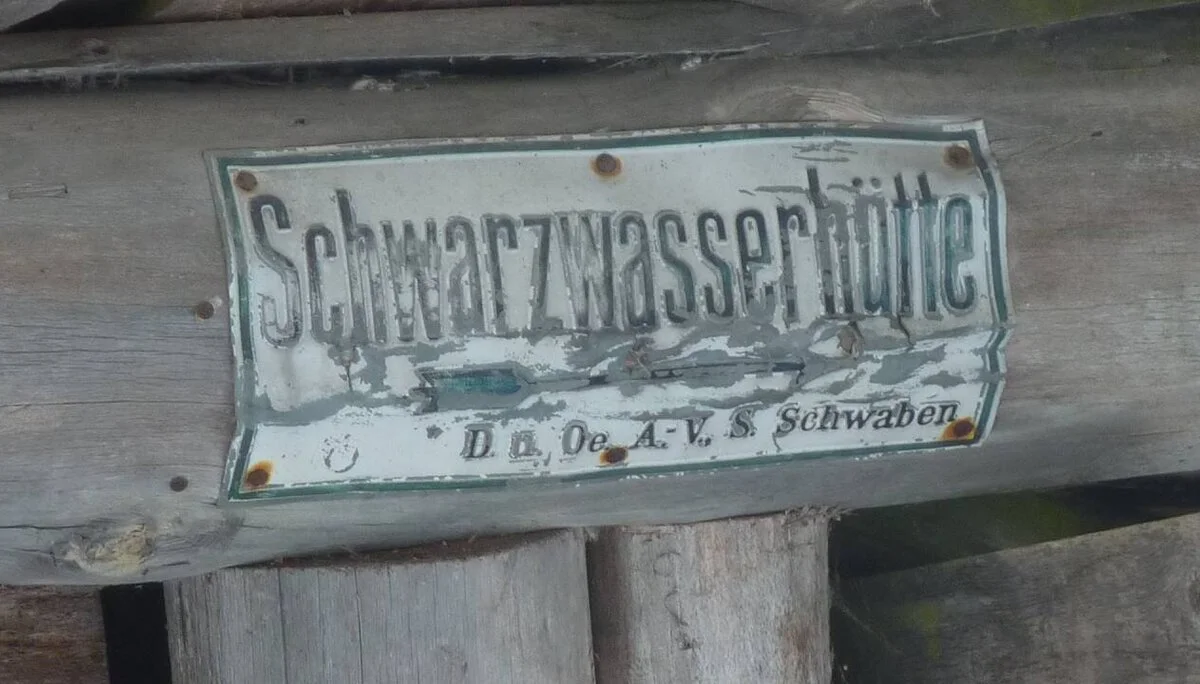 Schwarzwasserhütte
D. u. Oe. A.-V., S. Schwaben